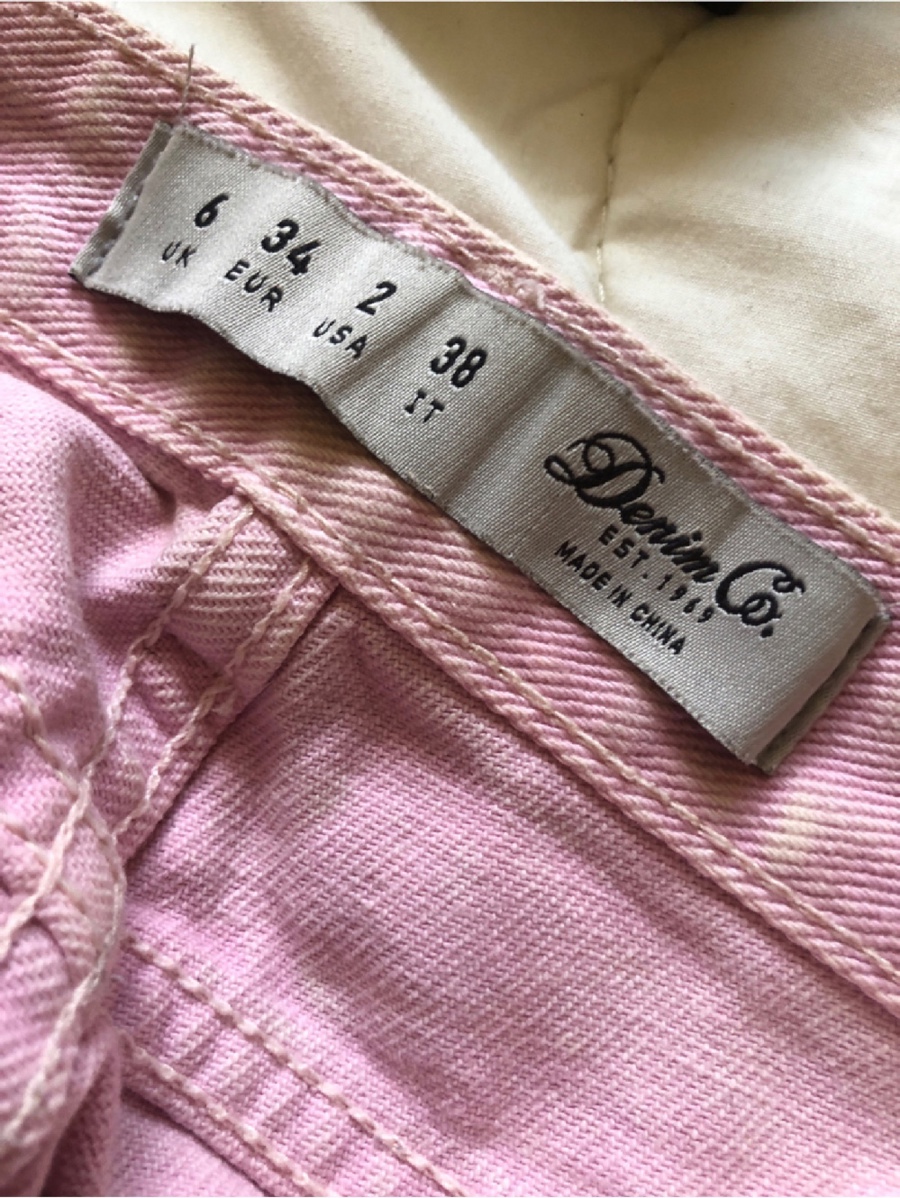 6 34 2 38
UK EUR USA IT
Denim Co.
EST. 1969
MADE IN CHINA